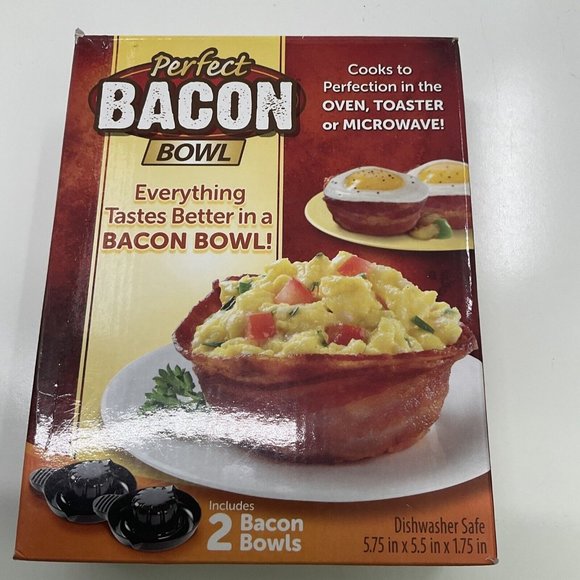 Perfect
BACON
BOWL
Cooks to
Perfection in the
OVEN, TOASTER
or MICROWAVE!
Everything
Tastes Better in a
BACON BOWL!
Includes
2 Bacon
Bowls
Dishwasher Safe
5.75 in x 5.5 in x 1.75 in